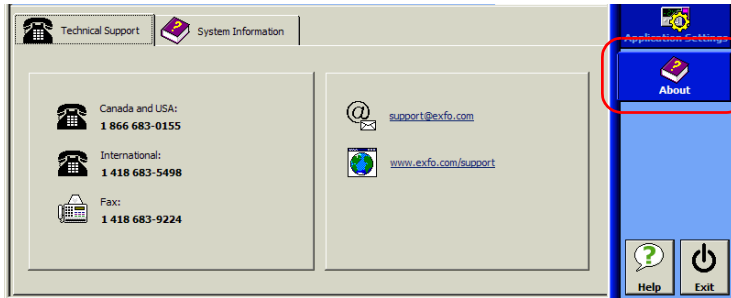 Technical Support
System Information
Canada and USA:
1 866 683-0155
International:
1 418 683-5498
Fax:
1 418 683-9224
support@exfo.com
www.exfo.com/support
Application Settings
About
Help
Exit